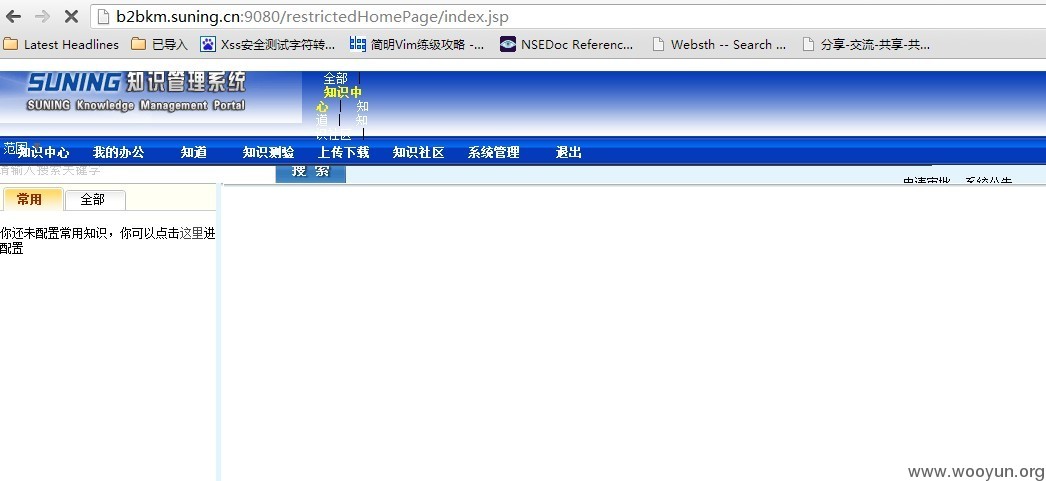 b2bkm.suning.cn:9080/restrictedHomePage/index.jsp
Latest Headlines 已导入 Xss安全测试字符转... 简明Vim练级攻略 -... NSEDoc Referenc... Websth -- Search ... 分享-交流-共享-共...
SUNING 知识管理系统
SUNING Knowledge Management Portal
全部 |
知识中
心 | 知
道 | 知
识社区 |
范围 知识中心 我的办公 知道 知识测验 上传下载 知识社区 系统管理 退出
请输入搜索关键字 搜 索
申请审批 系统公告
常用 全部
你还未配置常用知识，你可以点击这里进
配置
www.wooyun.org